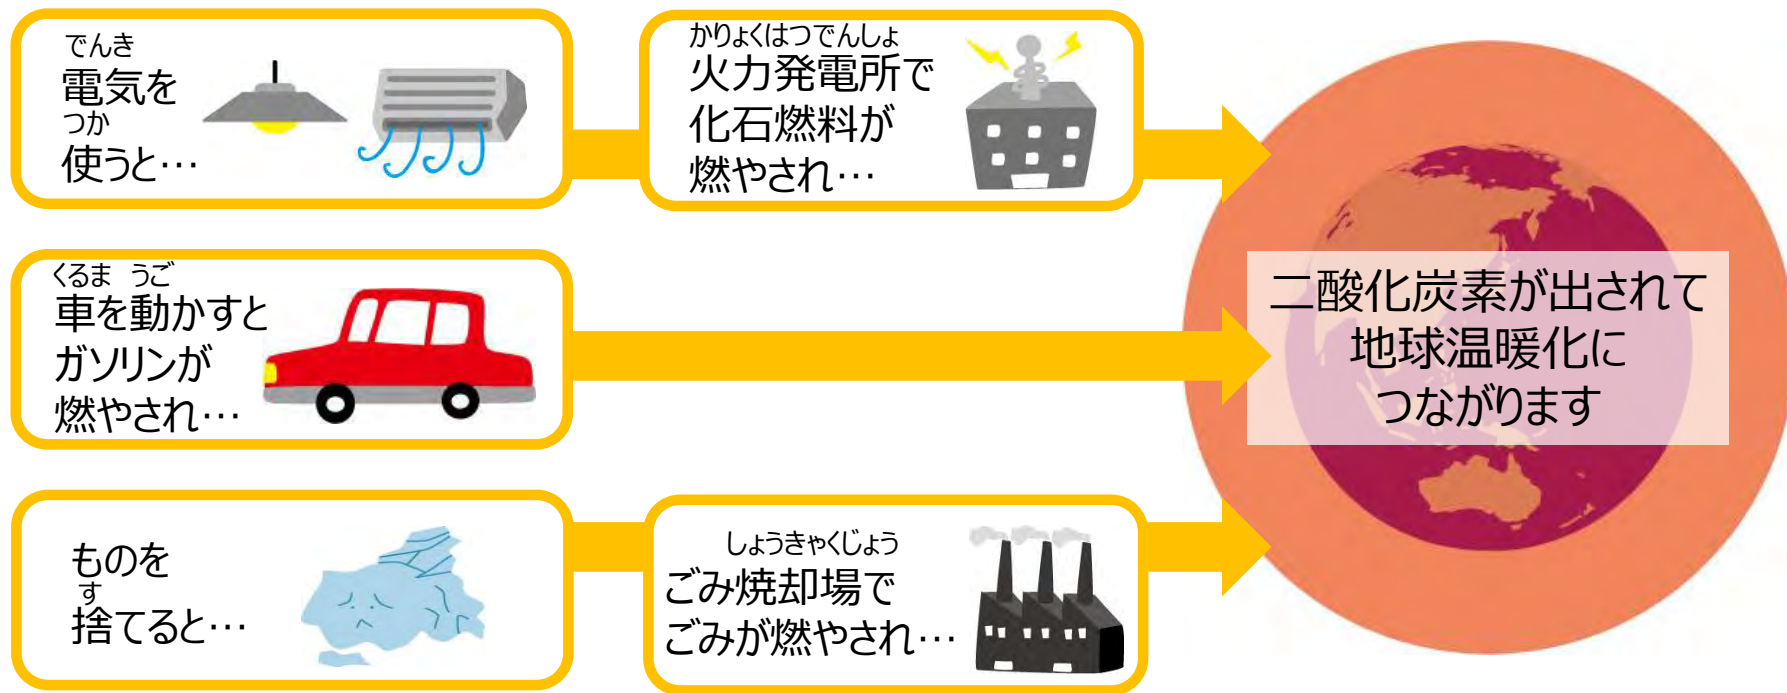 でんき
電気を
つか
使うと…
かりょくはつでんしょ
火力発電所で
化石燃料が
燃やされ…
くるま うご
車を動かすと
ガソリンが
燃やされ…
ものを
す
捨てると…
しょうきゃくじょう
ごみ焼却場で
ごみが燃やされ…
二酸化炭素が出されて
地球温暖化に
つながります